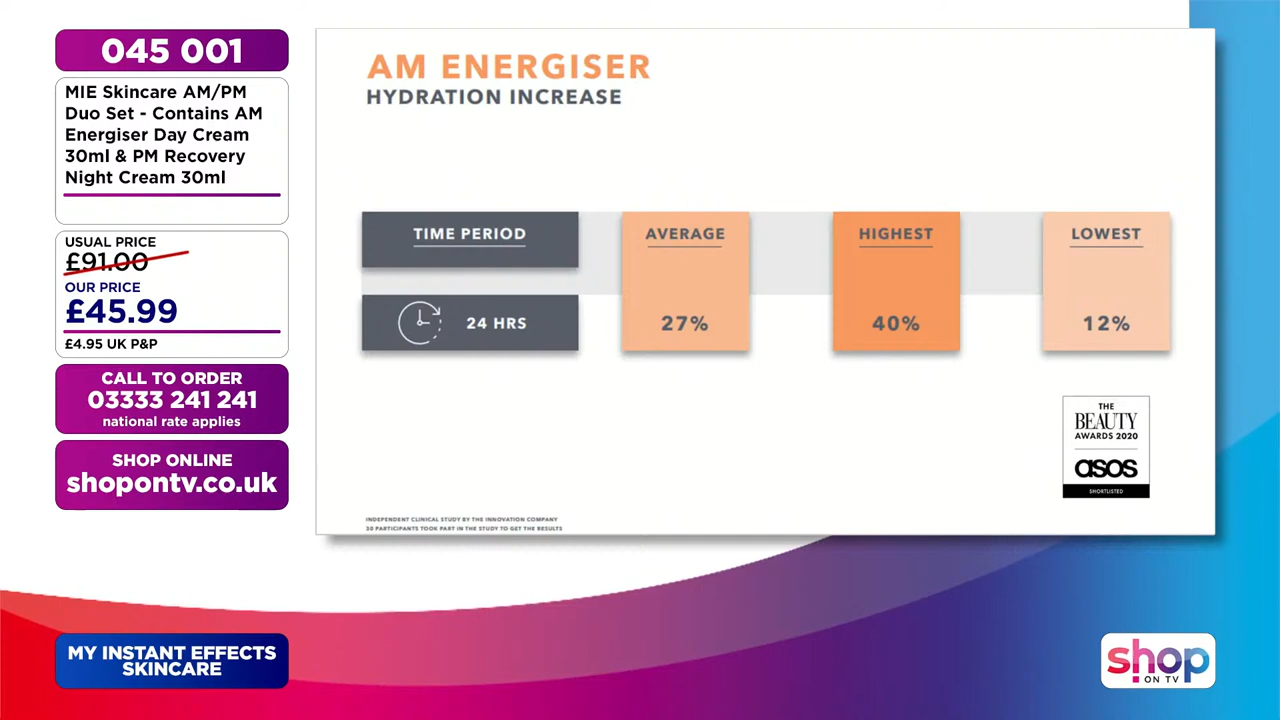 045 001
MIE Skincare AM/PM
Duo Set - Contains AM
Energiser Day Cream
30ml & PM Recovery
Night Cream 30ml
USUAL PRICE
£91.00
OUR PRICE
£45.99
£4.95 UK P&P
CALL TO ORDER
03333 241 241
national rate applies
SHOP ONLINE
shopontv.co.uk
MY INSTANT EFFECTS
SKINCARE
AM ENERGISER
HYDRATION INCREASE
TIME PERIOD AVERAGE HIGHEST LOWEST
24 HRS 27% 40% 12%
THE
BEAUTY
AWARDS 2020
asos
SHORTLISTED
INDEPENDENT CLINICAL STUDY BY THE INNOVATION COMPANY
30 PARTICIPANTS TOOK PART IN THE STUDY TO GET THE RESULTS
shop
ON TV